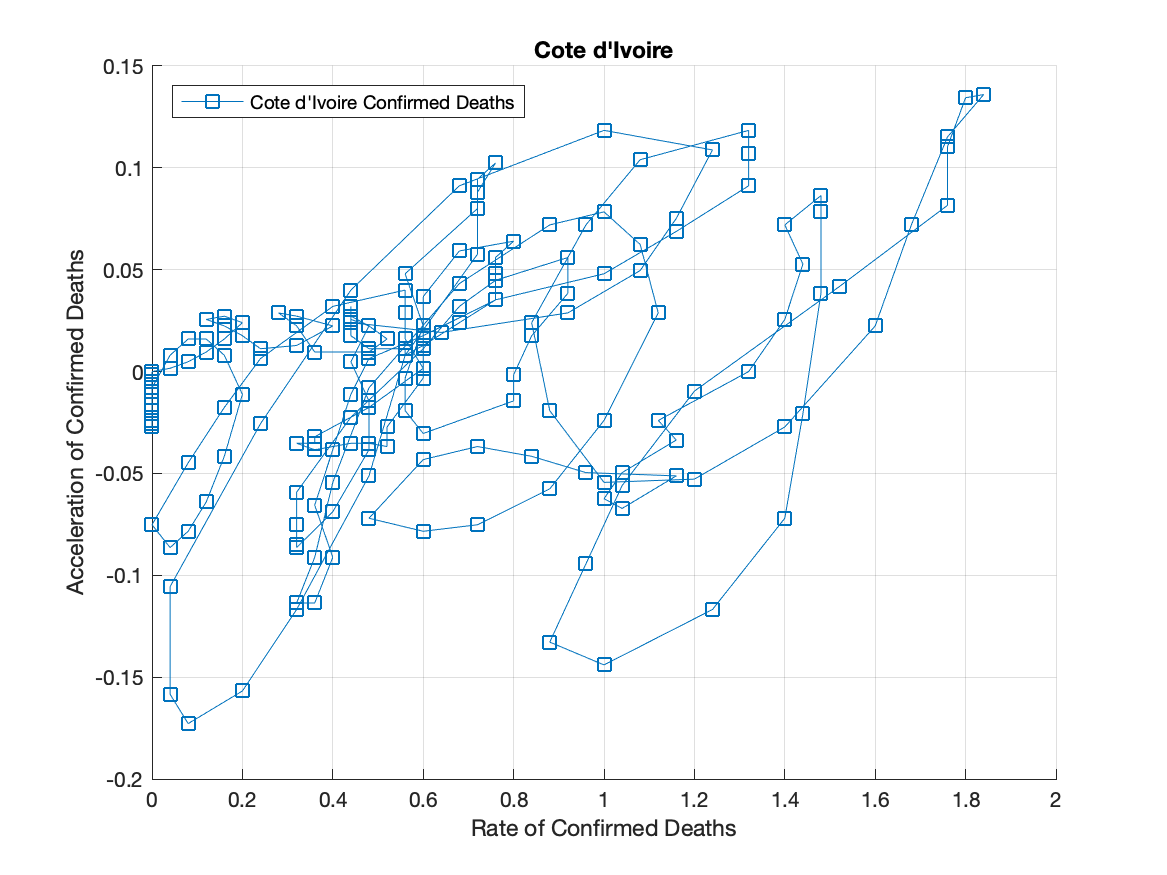 Cote d'Ivoire
Cote d'Ivoire Confirmed Deaths
0.15
0.1
0.05
0
-0.05
-0.1
-0.15
-0.2
Acceleration of Confirmed Deaths
0 0.2 0.4 0.6 0.8 1 1.2 1.4 1.6 1.8 2
Rate of Confirmed Deaths